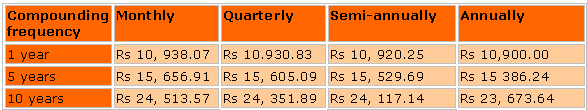 Compounding frequency Monthly Quarterly Semi-annually Annually
1 year Rs 10, 938.07 Rs 10.930.83 Rs 10, 920.25 Rs 10,900.00
5 years Rs 15, 656.91 Rs 15, 605.09 Rs 15, 529.69 Rs 15 386.24
10 years Rs 24, 513.57 Rs 24, 351.89 Rs 24, 117.14 Rs 23, 673.64